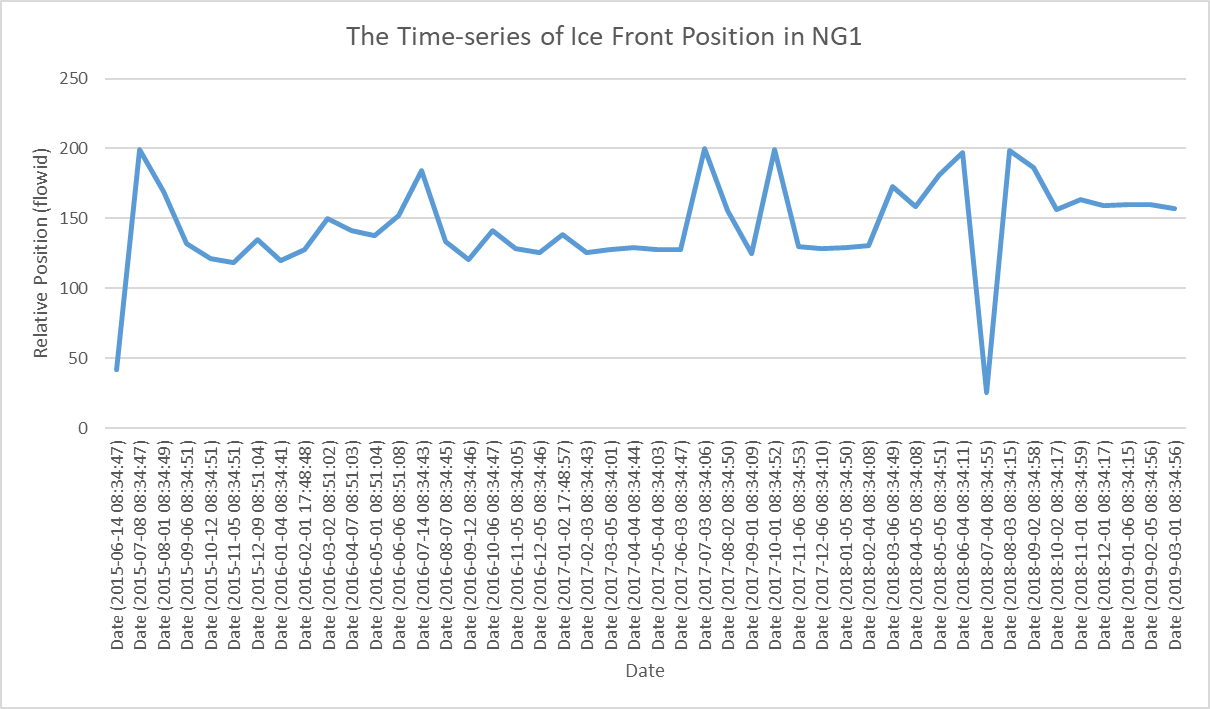 The Time-series of Ice Front Position in NG1
Relative Position (flowid)
250
200
150
100
50
0
Date (2015-06-14 08:34:47)
Date (2015-07-08 08:34:47)
Date (2015-08-01 08:34:49)
Date (2015-09-06 08:34:51)
Date (2015-10-12 08:34:51)
Date (2015-11-05 08:34:51)
Date (2015-12-09 08:51:04)
Date (2016-01-04 08:34:41)
Date (2016-02-01 17:48:48)
Date (2016-03-02 08:51:02)
Date (2016-04-07 08:51:03)
Date (2016-05-01 08:51:04)
Date (2016-06-06 08:51:08)
Date (2016-07-14 08:34:43)
Date (2016-08-07 08:34:45)
Date (2016-09-12 08:34:46)
Date (2016-10-06 08:34:47)
Date (2016-11-05 08:34:05)
Date (2016-12-05 08:34:46)
Date (2017-01-02 17:48:57)
Date (2017-02-03 08:34:43)
Date (2017-03-05 08:34:01)
Date (2017-04-04 08:34:44)
Date (2017-05-04 08:34:03)
Date (2017-06-03 08:34:47)
Date (2017-07-03 08:34:06)
Date (2017-08-02 08:34:50)
Date (2017-09-01 08:34:09)
Date (2017-10-01 08:34:52)
Date (2017-11-06 08:34:53)
Date (2017-12-06 08:34:10)
Date (2018-01-05 08:34:50)
Date (2018-02-04 08:34:08)
Date (2018-03-06 08:34:49)
Date (2018-04-05 08:34:08)
Date (2018-05-05 08:34:51)
Date (2018-06-04 08:34:11)
Date (2018-07-04 08:34:55)
Date (2018-08-03 08:34:15)
Date (2018-09-02 08:34:58)
Date (2018-10-02 08:34:17)
Date (2018-11-01 08:34:59)
Date (2018-12-01 08:34:17)
Date (2019-01-06 08:34:15)
Date (2019-02-05 08:34:56)
Date (2019-03-01 08:34:56)
Date